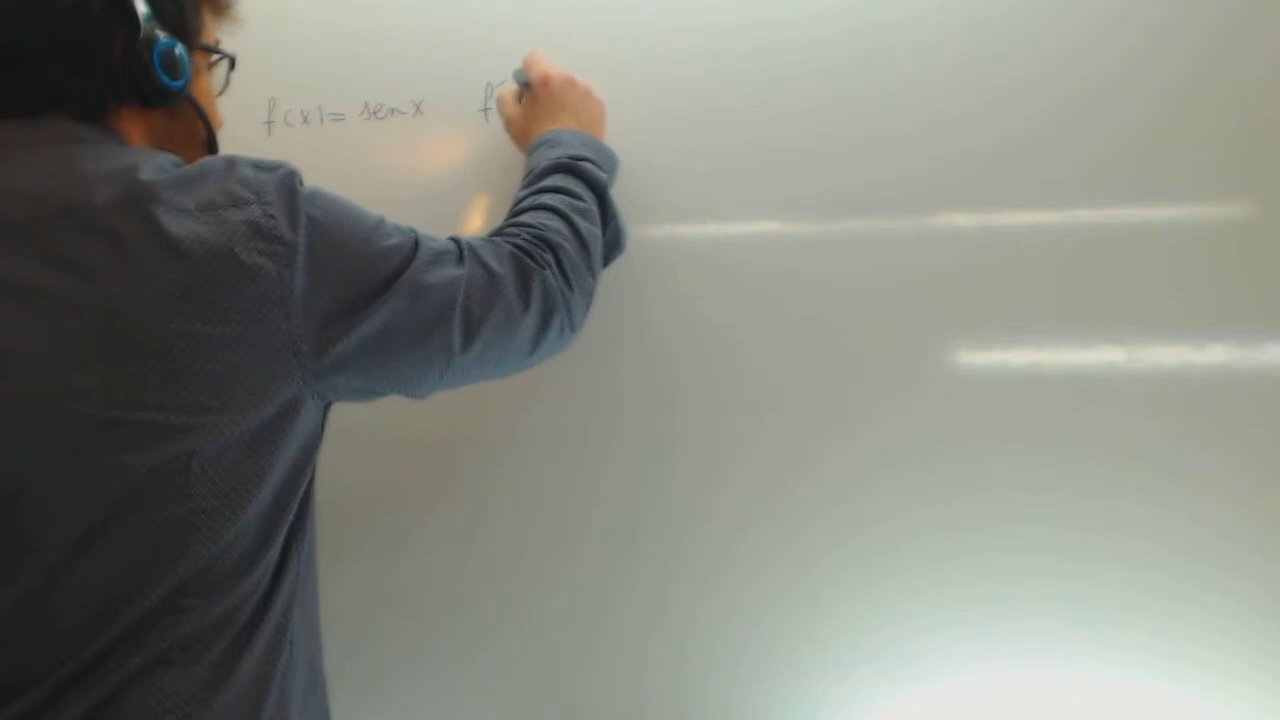 f(x)= sen x f